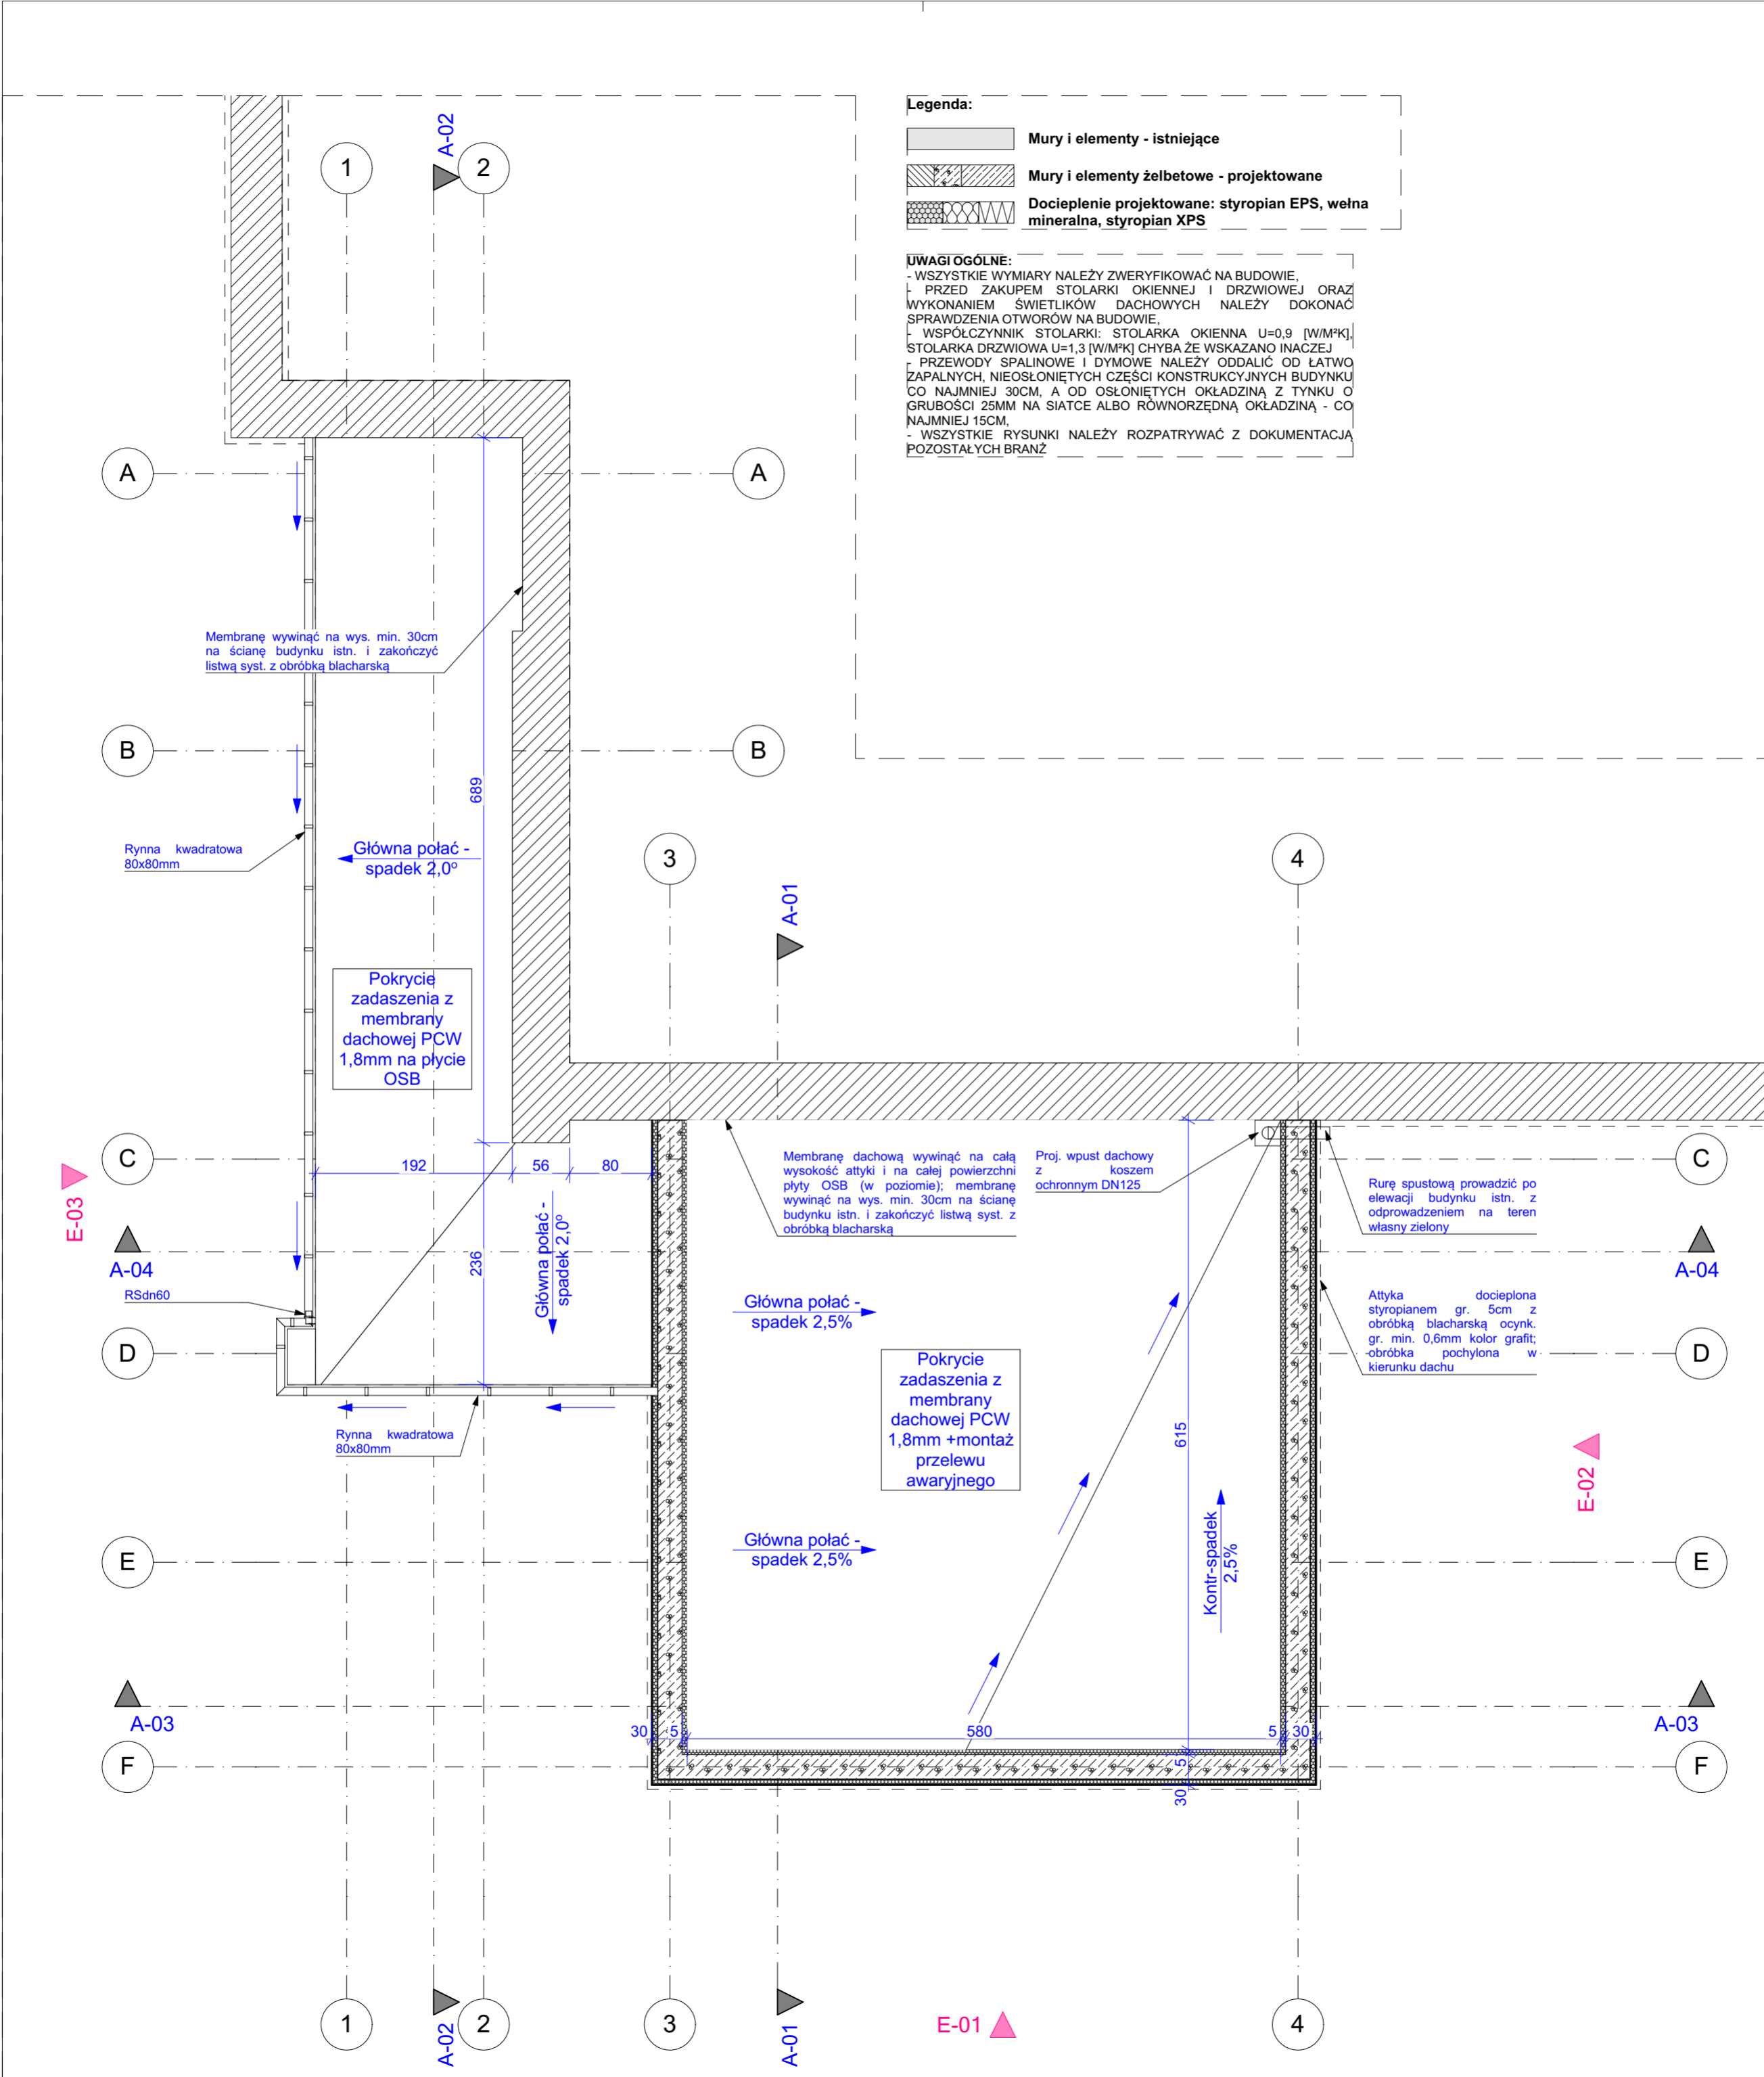 Legenda:
Mury i elementy - istniejące
Mury i elementy żelbetowe - projektowane
Docieplenie projektowane: styropian EPS, wełna
mineralna, styropian XPS
UWAGI OGÓLNE:
- WSZYSTKIE WYMIARY NALEŻY ZWERYFIKOWAĆ NA BUDOWIE,
- PRZED ZAKUPEM STOLARKI OKIENNEJ I DRZWIOWEJ ORAZ
WYKONANIEM ŚWIETLIKÓW DACHOWYCH NALEŻY DOKONAĆ
SPRAWDZENIA OTWORÓW NA BUDOWIE,
- WSPÓŁCZYNNIK STOLARKI: STOLARKA OKIENNA U=0,9 [W/M²K],
STOLARKA DRZWIOWA U=1,3 [W/M²K] CHYBA ŻE WSKAZANO INACZEJ
- PRZEWODY SPALINOWE I DYMOWE NALEŻY ODDALIĆ OD ŁATWO
ZAPALNYCH, NIEOSŁONIĘTYCH CZĘŚCI KONSTRUKCYJNYCH BUDYNKU
CO NAJMNIEJ 30CM, A OD OSŁONIĘTYCH OKŁADZINĄ Z TYNKU O
GRUBOŚCI 25MM NA SIATCE ALBO RÓWNORZĘDNĄ OKŁADZINĄ - CO
NAJMNIEJ 15CM,
- WSZYSTKIE RYSUNKI NALEŻY ROZPATRYWAĆ Z DOKUMENTACJĄ
POZOSTAŁYCH BRANŻ
A-02
1
2
A
A
Membranę wywinąć na wys. min. 30cm
na ścianę budynku istn. i zakończyć
listwą syst. z obróbką blacharską
B
B
689
Rynna kwadratowa
80x80mm
Główna połać -
spadek 2,0º
3
4
A-01
Pokrycie
zadaszenia z
membrany
dachowej PCW
1,8mm na płycie
OSB
C
C
192
56
80
Membranę dachową wywinąć na całą
wysokość attyki i na całej powierzchni
płyty OSB (w poziomie); membranę
wywinąć na wys. min. 30cm na ścianę
budynku istn. i zakończyć listwą syst. z
obróbką blacharską
Proj. wpust dachowy
z koszem
ochronnym DN125
Rurę spustową prowadzić po
elewacji budynku istn. z
odprowadzeniem na teren
własny zielony
E-03
A-04
A-04
236
Główna połać -
spadek 2,0º
RSdn60
Główna połać -
spadek 2,5%
Attyka docieplona
styropianem gr. 5cm z
obróbką blacharską ocynk.
gr. min. 0,6mm kolor grafit;
obróbka pochylona w
kierunku dachu
D
D
Pokrycie
zadaszenia z
membrany
dachowej PCW
1,8mm +montaż
przelewu
awaryjnego
615
Rynna kwadratowa
80x80mm
E-02
Główna połać -
spadek 2,5%
Kontr-spadek
2,5%
E
E
A-03
A-03
30
5
580
5
30
5
30
F
F
1
A-02
2
3
A-01
E-01
4